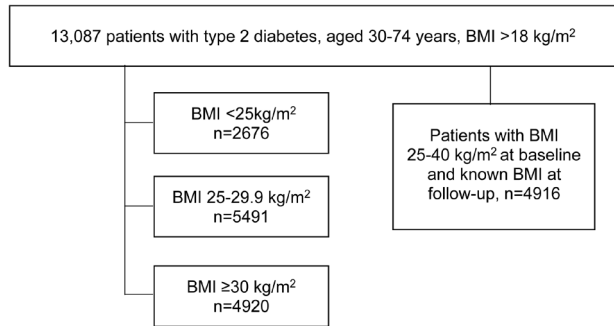 13,087 patients with type 2 diabetes, aged 30-74 years, BMI >18 kg/m²
BMI <25kg/m²
n=2676
BMI 25-29.9 kg/m²
n=5491
BMI ≥30 kg/m²
n=4920
Patients with BMI
25-40 kg/m² at baseline
and known BMI at
follow-up, n=4916